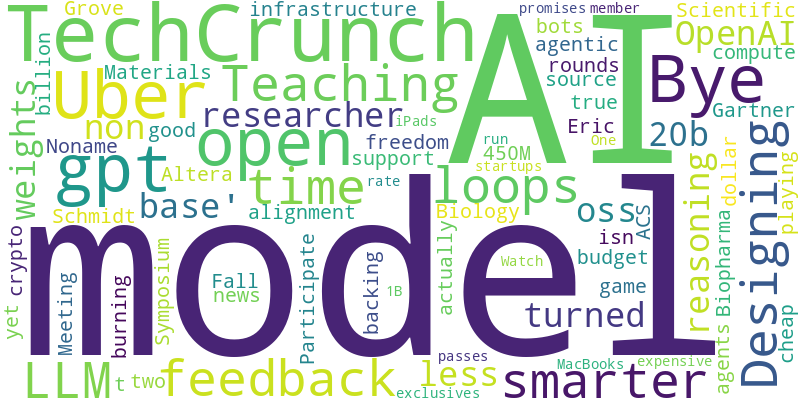 Grove
infrastructure
promises
member
Scientific
TechCrunch
AI
bots
OpenAI
billion
Materials
agentic
compute
Uber
Teaching
rounds
Bye
source
Gartner
weights
non
good
researcher
iPads
true
Noname
open
freedom
Eric
20b
gpt
support
450M
run
One
startups
Altera
time
loops
rate
reasoning
dollar
playing
Schmidt
base'
alignment
Biology
oss
ACS
Designing
crypto
model
isn
budget
Biopharma
Symposium
Participate
actually
Watch
Fall
news
backing
1B
game
yet
Meeting
burning
turned
agents
cheap
passes
MacBooks
expensive
LLM
t
two
feedback
less
exclusives
smarter